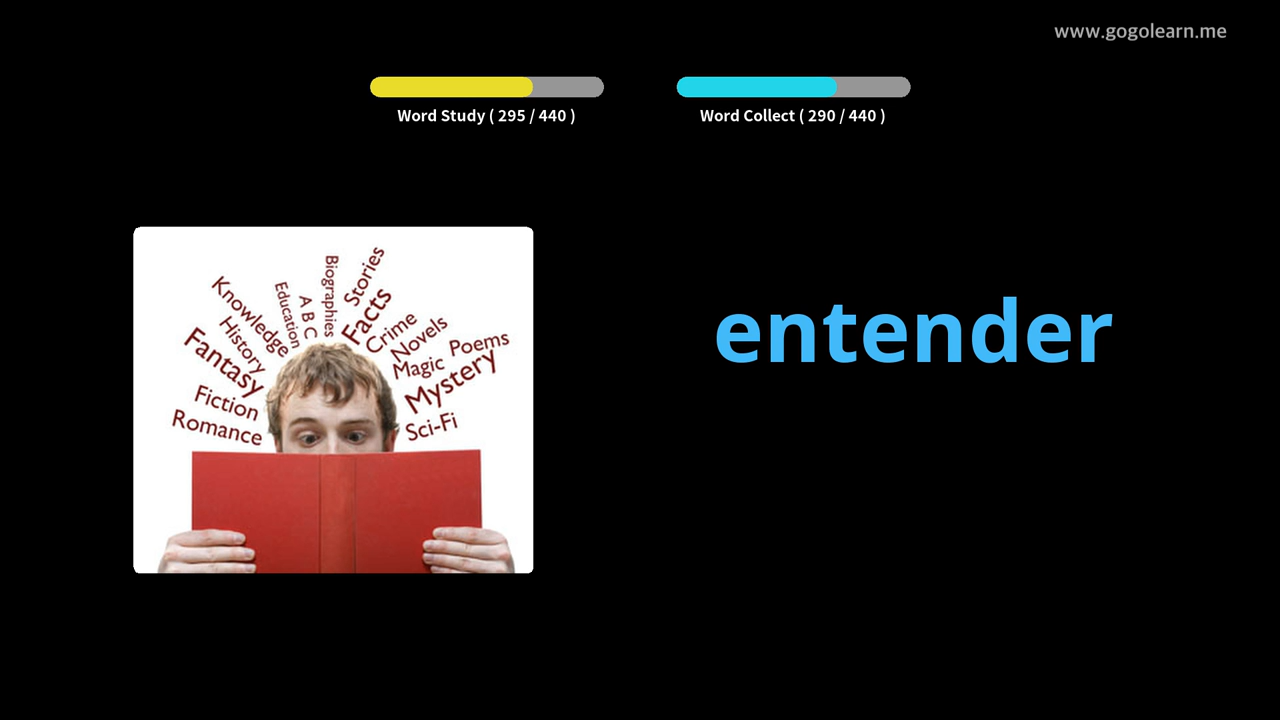 www.gogolearn.me
Word Study ( 295 / 440 )
Word Collect ( 290 / 440 )
Biographies
Stories
Education
A B C
Facts
Knowledge
Crime
History
Novels
Fantasy
Magic
Poems
Mystery
Fiction
Romance
Sci-Fi
entender